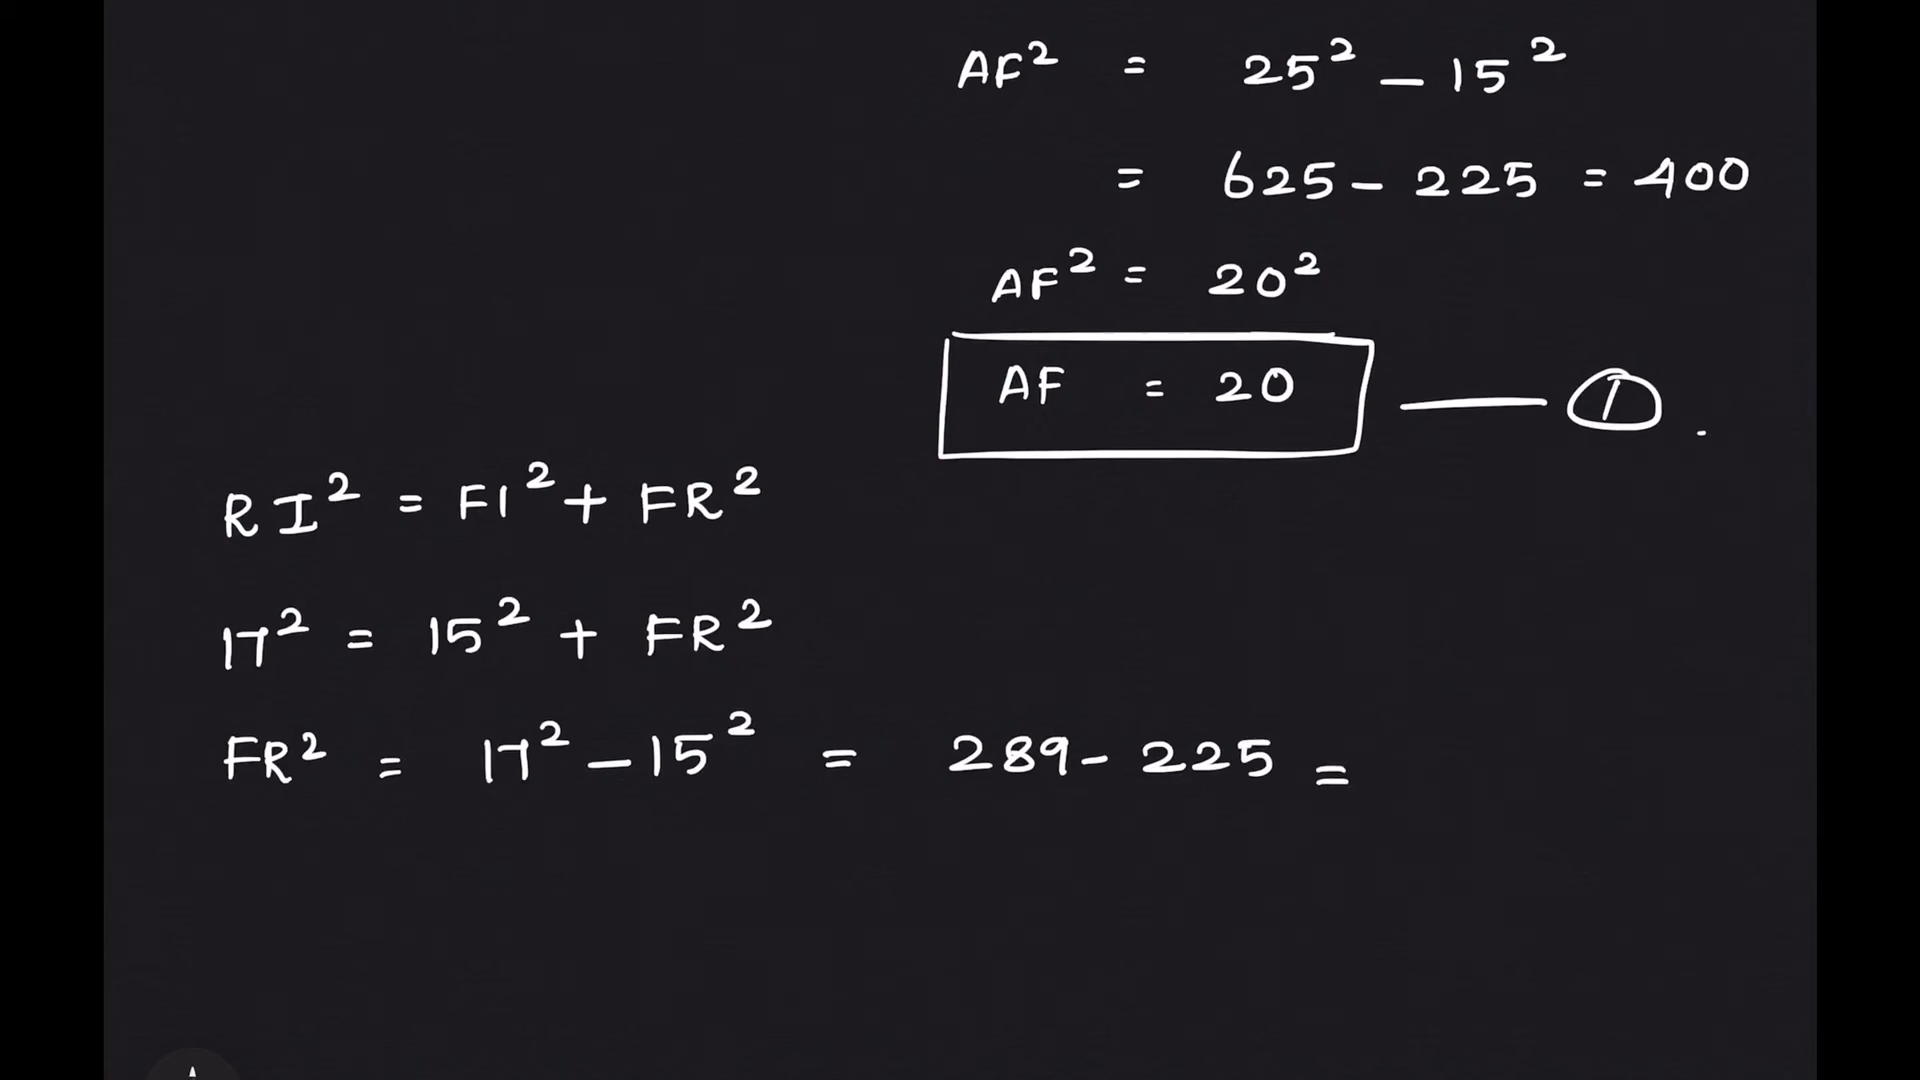 AF² = 25² - 15²
= 625 - 225 = 400
AF² = 20²
AF = 20 —— ①.
RI² = FI² + FR²
17² = 15² + FR²
FR² = 17² - 15² = 289 - 225 =